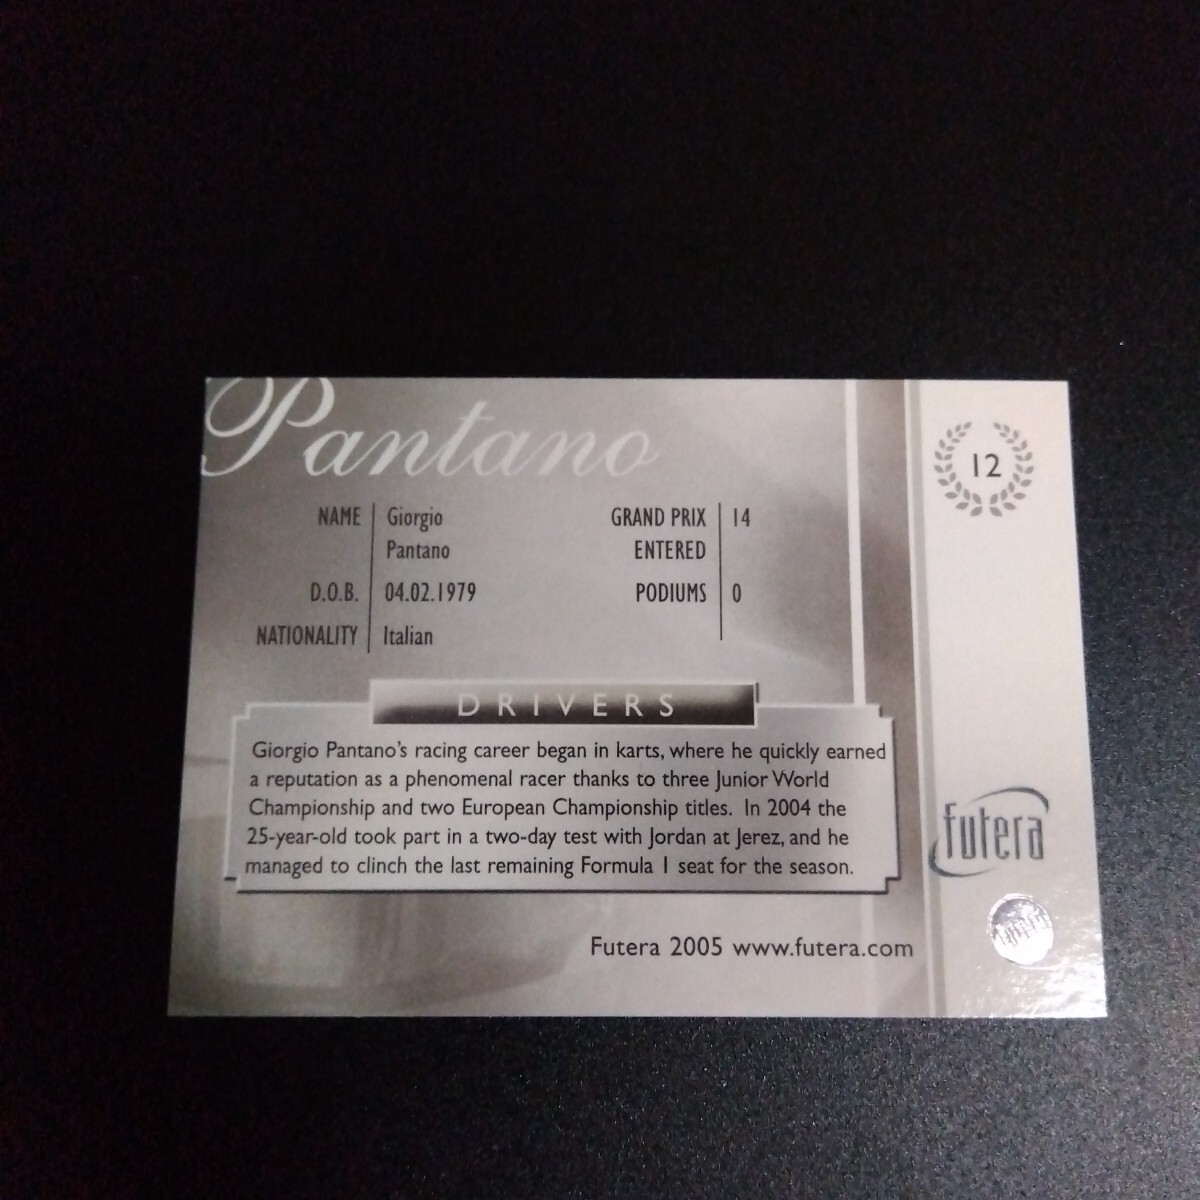 Pantano
12
NAME Giorgio
Pantano
D.O.B. 04.02.1979
NATIONALITY Italian
GRAND PRIX 14
ENTERED
PODIUMS 0
DRIVERS
Giorgio Pantano's racing career began in karts, where he quickly earned
a reputation as a phenomenal racer thanks to three Junior World
Championship and two European Championship titles. In 2004 the
25-year-old took part in a two-day test with Jordan at Jerez, and he
managed to clinch the last remaining Formula 1 seat for the season.
futera
Futera 2005 www.futera.com